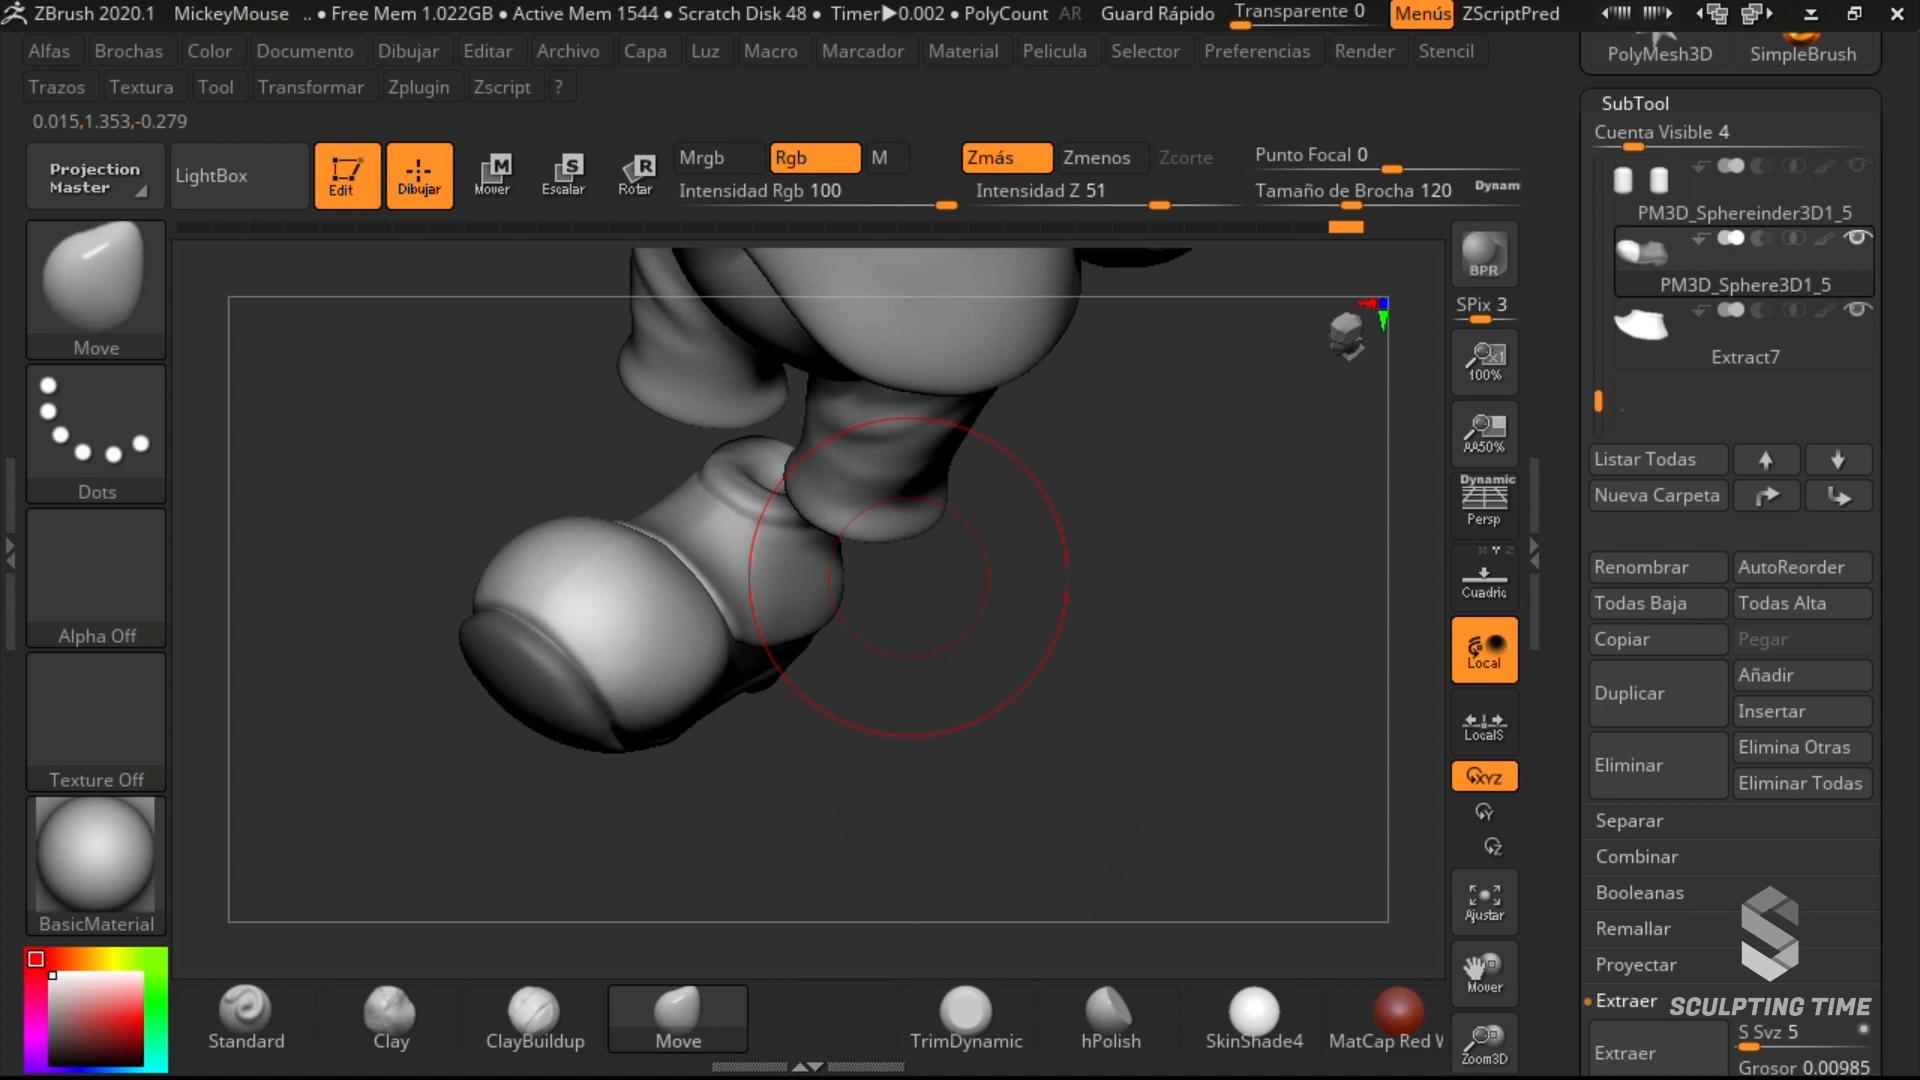 ZBrush 2020.1 MickeyMouse .. • Free Mem 1.022GB • Active Mem 1544 • Scratch Disk 48 • Timer▶0.002 • PolyCount AR Guard Rápido Transparente 0 Menús ZScriptPred
Alfas Brochas Color Documento Dibujar Editar Archivo Capa Luz Macro Marcador Material Pelicula Selector Preferencias Render Stencil
Trazos Textura Tool Transformar Zplugin Zscript ?
0.015,1.353,-0.279
Projection Master
LightBox
Edit
Dibujar
M
Mover
S
Escalar
R
Rotar
Mrgb Rgb M
Intensidad Rgb 100
Zmás Zmenos Zcorte
Intensidad Z 51
Punto Focal 0
Tamaño de Brocha 120
Dynami
Move
Dots
Alpha Off
Texture Off
BasicMaterial
BPR
SPix 3
x1
100%
AA50%
Dynamic
Persp
Y Z
Cuadric
Local
LocalS
XYZ
Y
Z
Ajustar
Mover
Zoom3D
PolyMesh3D SimpleBrush
SubTool
Cuenta Visible 4
PM3D_Sphereinder3D1_5
PM3D_Sphere3D1_5
Extract7
Listar Todas
Nueva Carpeta
Renombrar AutoReorder
Todas Baja Todas Alta
Copiar Pegar
Duplicar Añadir
Insertar
Eliminar Elimina Otras
Eliminar Todas
Separar
Combinar
Booleanas
Remallar
Proyectar
Extraer
SCULPTING TIME
S Svz 5
Extraer
Grosor 0.00985
Standard Clay ClayBuildup Move TrimDynamic hPolish SkinShade4 MatCap Red W